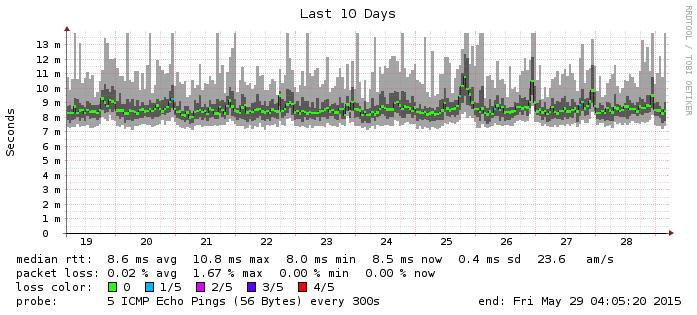 Last 10 Days
RRDTOOL / TOBI OETIKER
Seconds
13 m
12 m
11 m
10 m
9 m
8 m
7 m
6 m
5 m
4 m
3 m
2 m
1 m
0
19 20 21 22 23 24 25 26 27 28
median rtt: 8.6 ms avg 10.8 ms max 8.0 ms min 8.5 ms now 0.4 ms sd 23.6 am/s
packet loss: 0.02 % avg 1.67 % max 0.00 % min 0.00 % now
loss color: 0 1/5 2/5 3/5 4/5
probe: 5 ICMP Echo Pings (56 Bytes) every 300s end: Fri May 29 04:05:20 2015